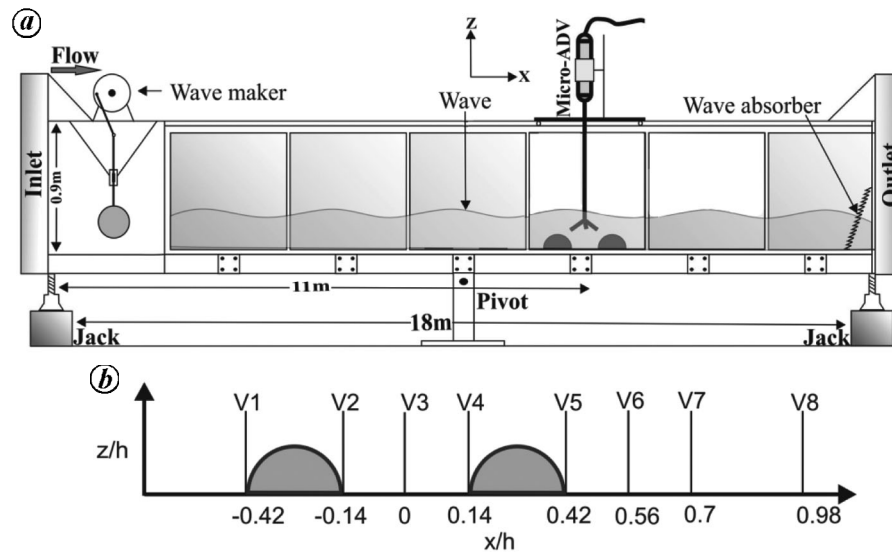 a
Flow
Wave maker
Inlet
0.9m
z
x
Micro-ADV
Wave
Wave absorber
Outlet
11m
Pivot
Jack
18m
Jack
b
z/h
V1 V2 V3 V4 V5 V6 V7 V8
-0.42 -0.14 0 0.14 0.42 0.56 0.7 0.98
x/h